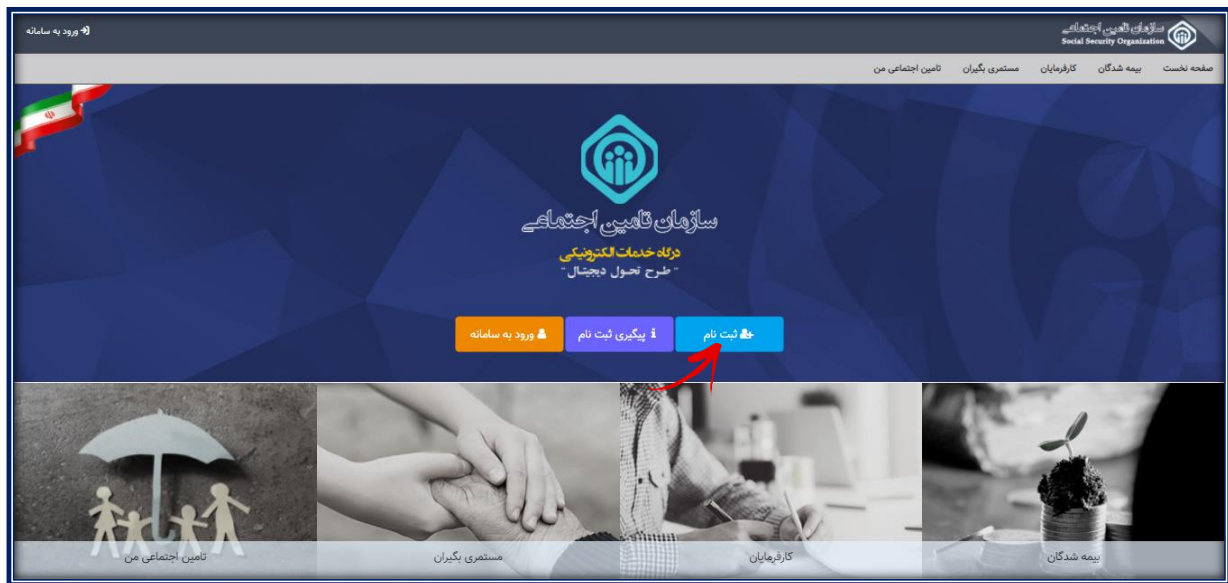 سازمان تامین اجتماعی
Social Security Organization
ورود به سامانه
صفحه نخست
بیمه شدگان
کارفرمایان
مستمری بگیران
تامین اجتماعی من
سازمان تامین اجتماعی
درگاه خدمات الکترونیکی
" طرح تحول دیجیتال "
ثبت نام
پیگیری ثبت نام
ورود به سامانه
بیمه شدگان
کارفرمایان
مستمری بگیران
تامین اجتماعی من